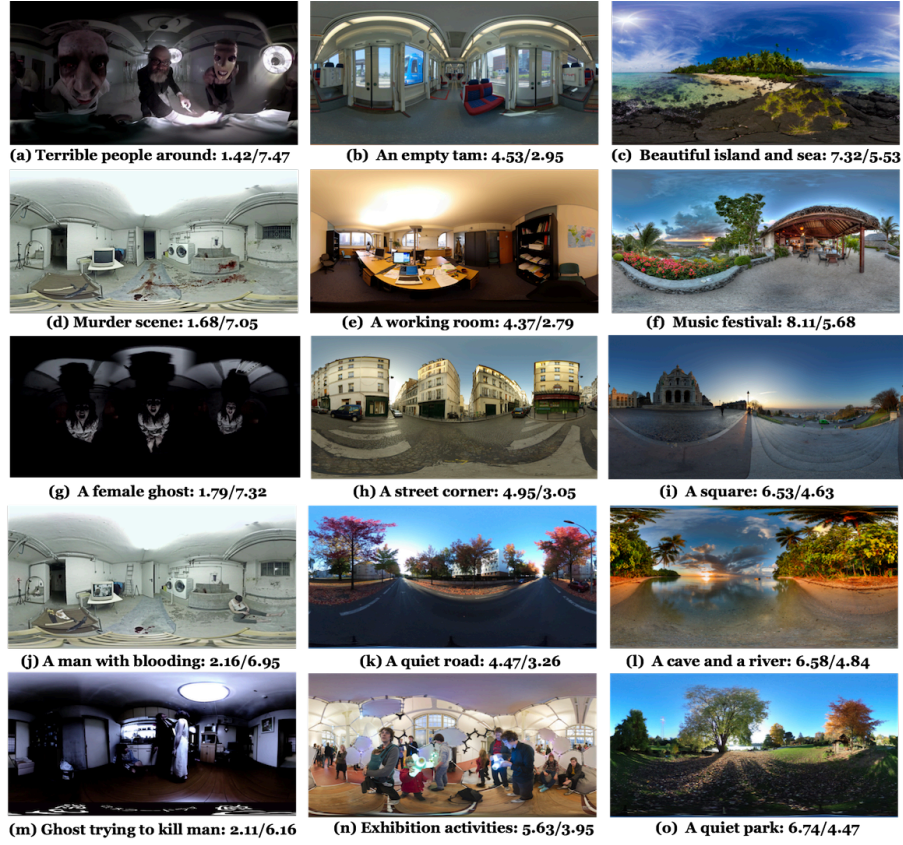 (a) Terrible people around: 1.42/7.47
(b) An empty tam: 4.53/2.95
(c) Beautiful island and sea: 7.32/5.53
(d) Murder scene: 1.68/7.05
(e) A working room: 4.37/2.79
(f) Music festival: 8.11/5.68
(g) A female ghost: 1.79/7.32
(h) A street corner: 4.95/3.05
(i) A square: 6.53/4.63
(j) A man with blooding: 2.16/6.95
(k) A quiet road: 4.47/3.26
(l) A cave and a river: 6.58/4.84
(m) Ghost trying to kill man: 2.11/6.16
(n) Exhibition activities: 5.63/3.95
(o) A quiet park: 6.74/4.47